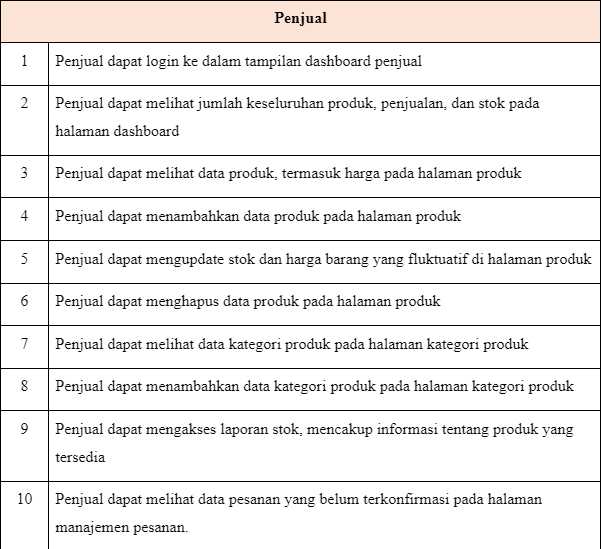 Penjual
1 Penjual dapat login ke dalam tampilan dashboard penjual
2 Penjual dapat melihat jumlah keseluruhan produk, penjualan, dan stok pada
halaman dashboard
3 Penjual dapat melihat data produk, termasuk harga pada halaman produk
4 Penjual dapat menambahkan data produk pada halaman produk
5 Penjual dapat mengupdate stok dan harga barang yang fluktuatif di halaman produk
6 Penjual dapat menghapus data produk pada halaman produk
7 Penjual dapat melihat data kategori produk pada halaman kategori produk
8 Penjual dapat menambahkan data kategori produk pada halaman kategori produk
9 Penjual dapat mengakses laporan stok, mencakup informasi tentang produk yang
tersedia
10 Penjual dapat melihat data pesanan yang belum terkonfirmasi pada halaman
manajemen pesanan.